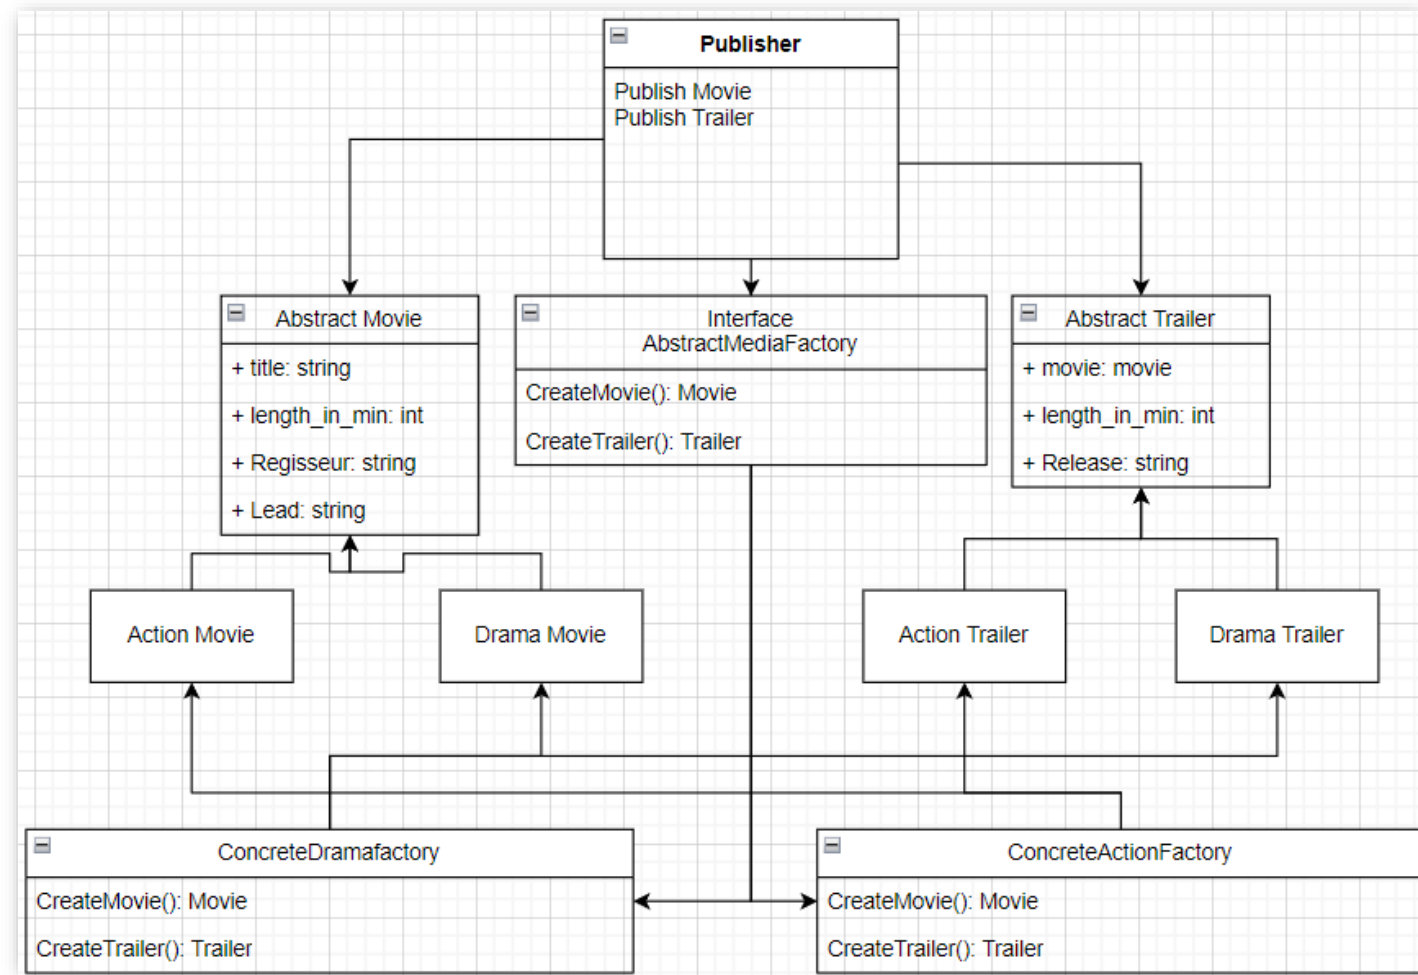 Publisher
Publish Movie
Publish Trailer
Abstract Movie
+ title: string
+ length_in_min: int
+ Regisseur: string
+ Lead: string
Interface
AbstractMediaFactory
CreateMovie(): Movie
CreateTrailer(): Trailer
Abstract Trailer
+ movie: movie
+ length_in_min: int
+ Release: string
Action Movie
Drama Movie
Action Trailer
Drama Trailer
ConcreteDramafactory
CreateMovie(): Movie
CreateTrailer(): Trailer
ConcreteActionFactory
CreateMovie(): Movie
CreateTrailer(): Trailer